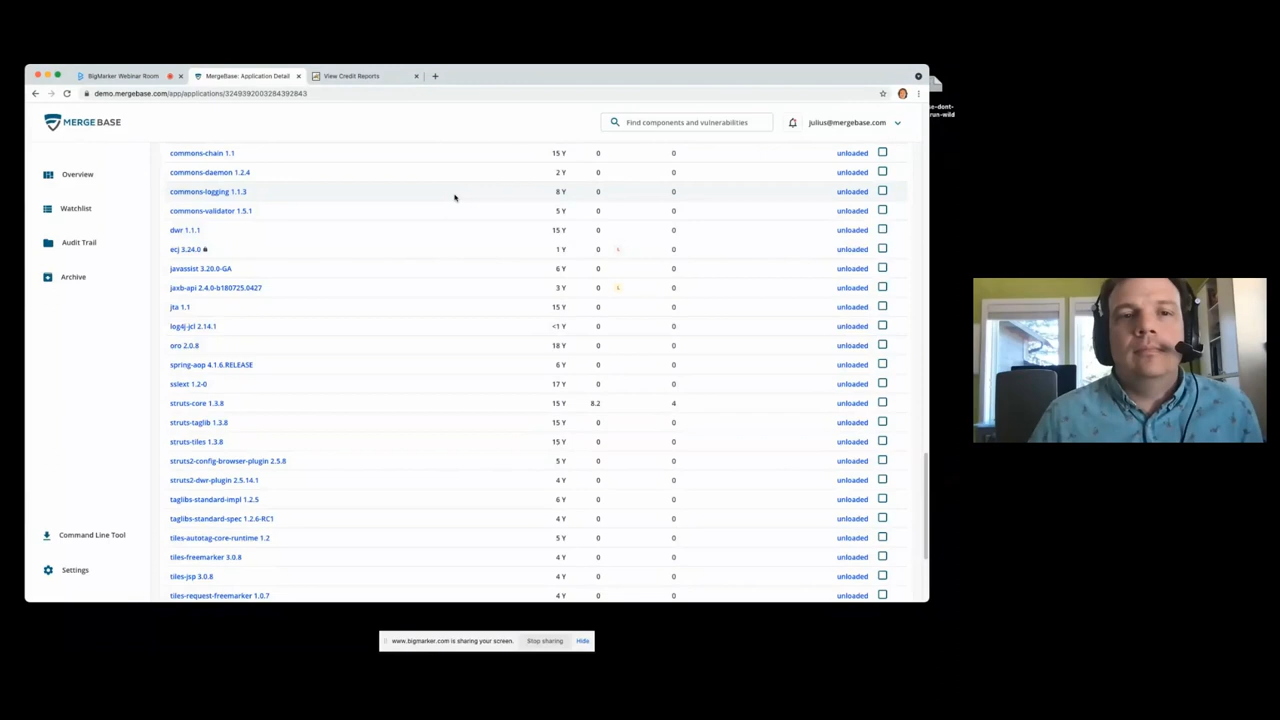 BigMarker Webinar Room
MergeBase: Application Detail
View Credit Reports
demo.mergebase.com/app/applications/3249392003284392843
MERGEBASE
Find components and vulnerabilities
julius@mergebase.com
se-dont-
run-wild
Overview
Watchlist
Audit Trail
Archive
Command Line Tool
Settings
commons-chain 1.1 15 Y 0 0 unloaded
commons-daemon 1.2.4 2 Y 0 0 unloaded
commons-logging 1.1.3 8 Y 0 0 unloaded
commons-validator 1.5.1 5 Y 0 0 unloaded
dwr 1.1.1 15 Y 0 0 unloaded
ecj 3.24.0 1 Y 0 L 0 unloaded
javassist 3.20.0-GA 6 Y 0 0 unloaded
jaxb-api 2.4.0-b180725.0427 3 Y 0 L 0 unloaded
jta 1.1 15 Y 0 0 unloaded
log4j-jcl 2.14.1 <1 Y 0 0 unloaded
oro 2.0.8 18 Y 0 0 unloaded
spring-aop 4.1.6.RELEASE 6 Y 0 0 unloaded
sslext 1.2-0 17 Y 0 0 unloaded
struts-core 1.3.8 15 Y 8.2 4 unloaded
struts-taglib 1.3.8 15 Y 0 0 unloaded
struts-tiles 1.3.8 15 Y 0 0 unloaded
struts2-config-browser-plugin 2.5.8 5 Y 0 0 unloaded
struts2-dwr-plugin 2.5.14.1 4 Y 0 0 unloaded
taglibs-standard-impl 1.2.5 6 Y 0 0 unloaded
taglibs-standard-spec 1.2.6-RC1 4 Y 0 0 unloaded
tiles-autotag-core-runtime 1.2 5 Y 0 0 unloaded
tiles-freemarker 3.0.8 4 Y 0 0 unloaded
tiles-jsp 3.0.8 4 Y 0 0 unloaded
tiles-request-freemarker 1.0.7 4 Y 0 0 unloaded
www.bigmarker.com is sharing your screen. Stop sharing Hide